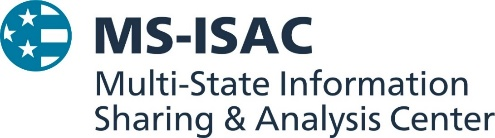 MS-ISAC
Multi-State Information
Sharing & Analysis Center